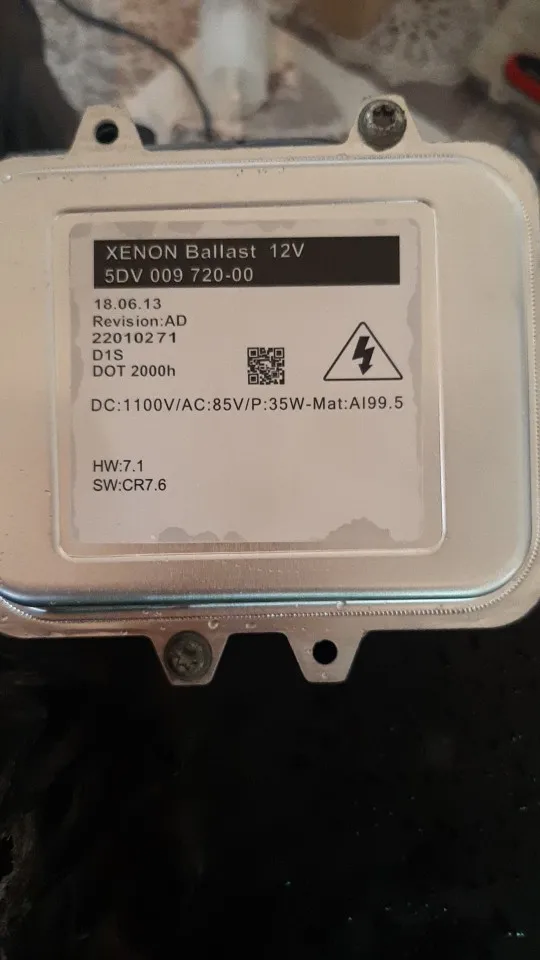 XENON Ballast 12V
5DV 009 720-00
18.06.13
Revision:AD
22010271
D1S
DOT 2000h
DC:1100V/AC:85V/P:35W-Mat:Al99.5
HW:7.1
SW:CR7.6